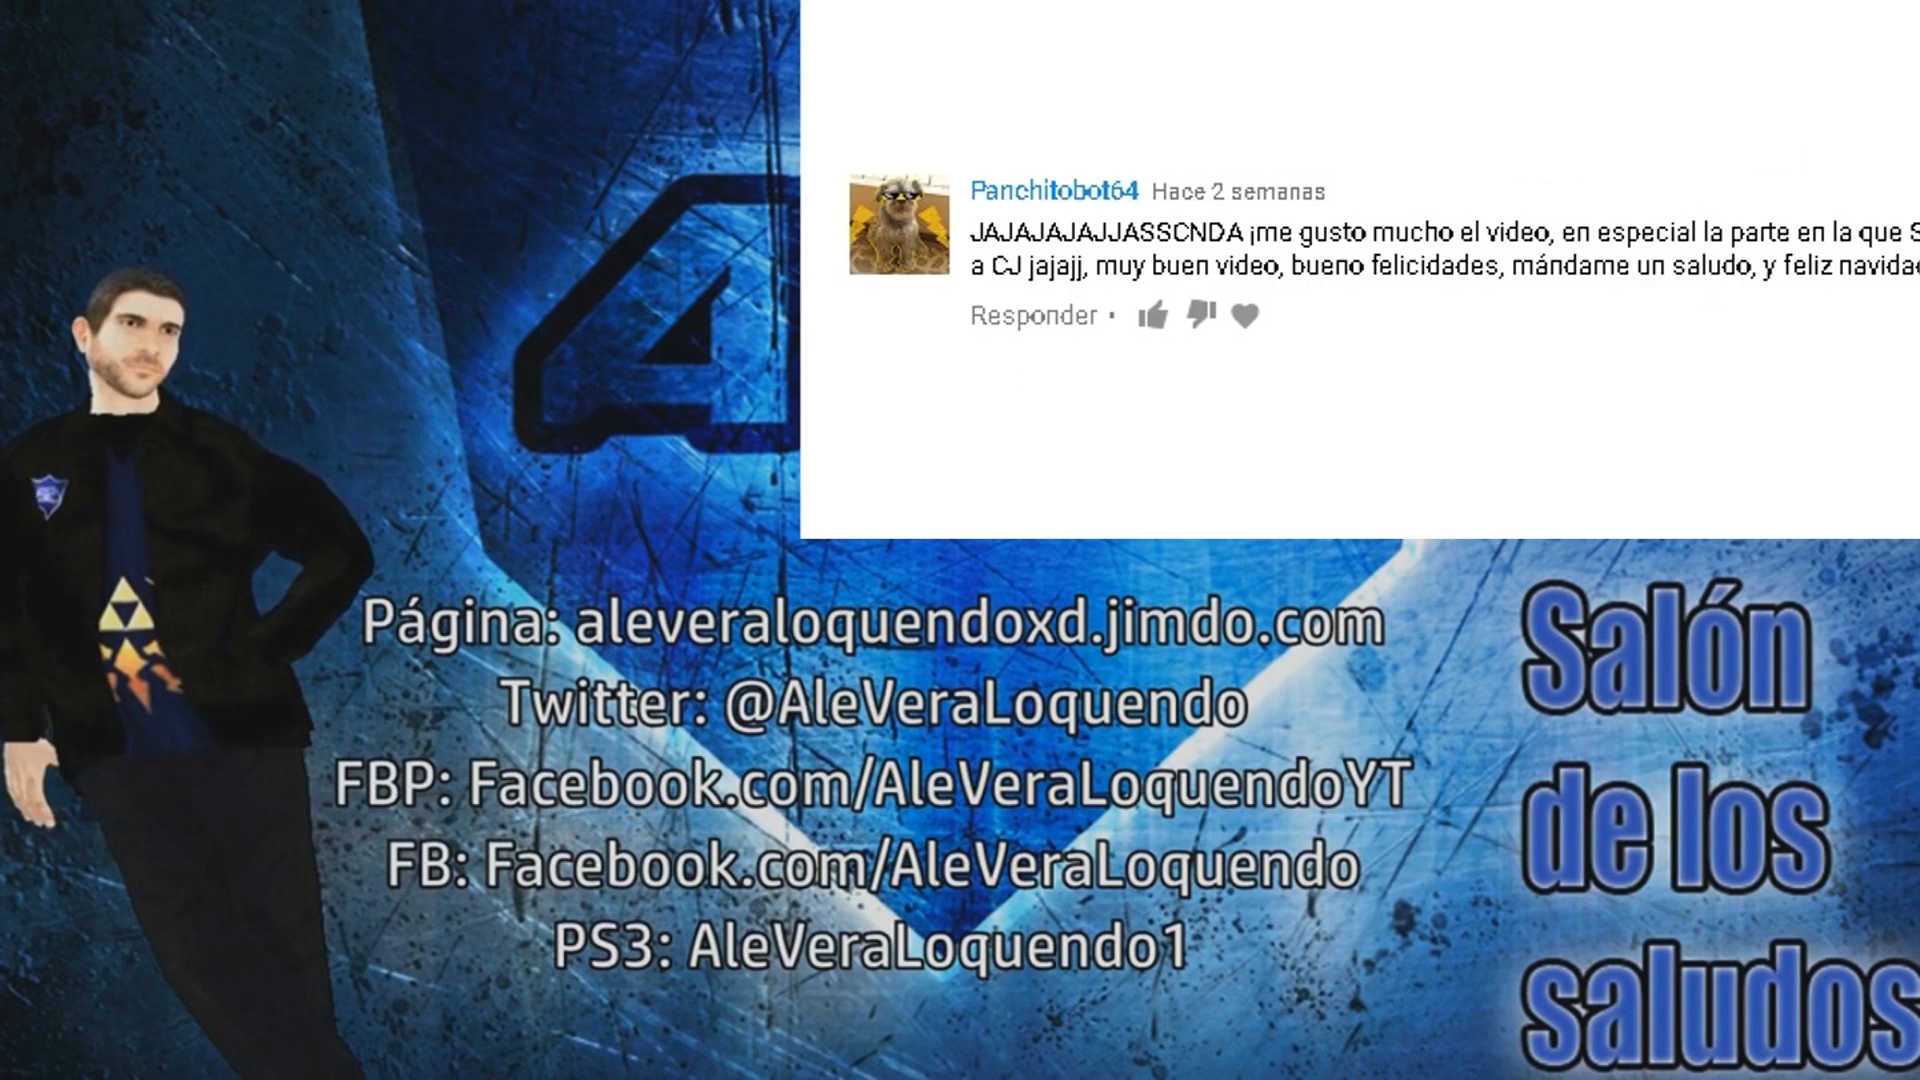 Panchitobot64 Hace 2 semanas
JAJAJAJAJJASSCNDA ¡me gusto mucho el video, en especial la parte en la que
a CJ jajajj, muy buen video, bueno felicidades, mándame un saludo, y feliz
Responder •
Página: aleveraloquendoxd.jimdo.com
Twitter: @AleVeraLoquendo
FBP: Facebook.com/AleVeraLoquendoYT
FB: Facebook.com/AleVeraLoquendo
PS3: AleVeraLoquendo1
Salón
de los
saludos